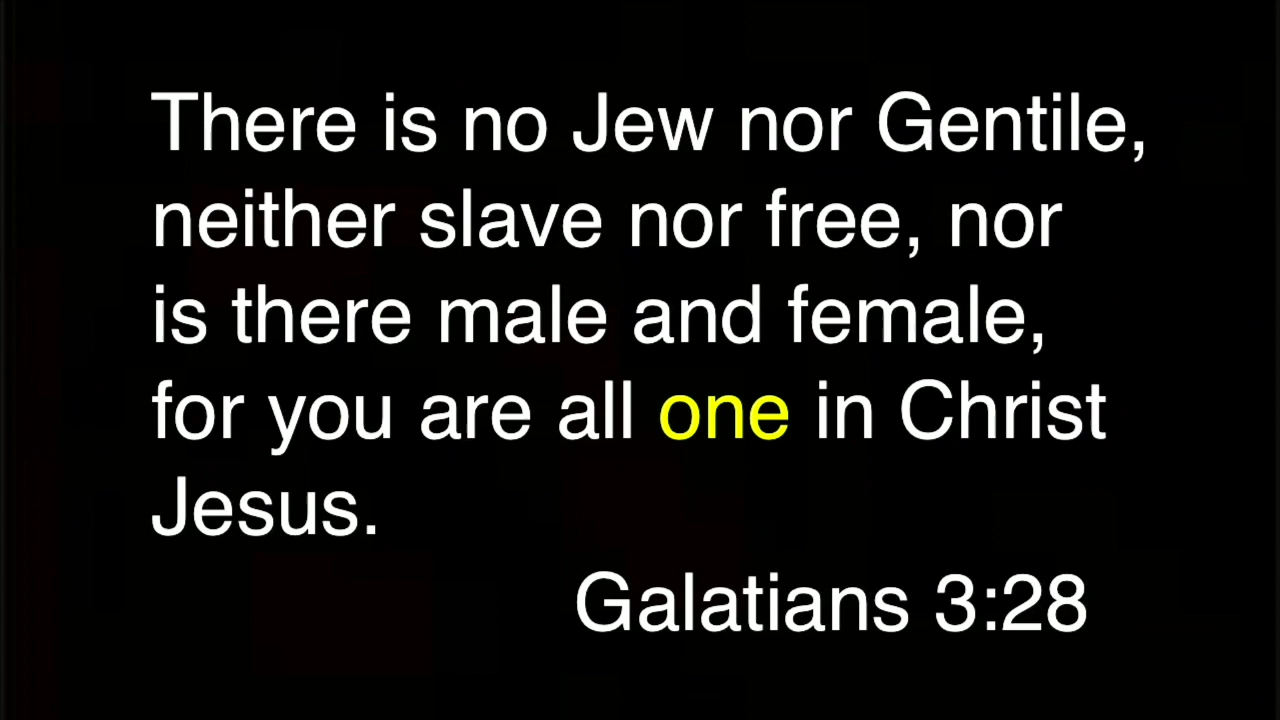 There is no Jew nor Gentile,
neither slave nor free, nor
is there male and female,
for you are all one in Christ
Jesus.
Galatians 3:28